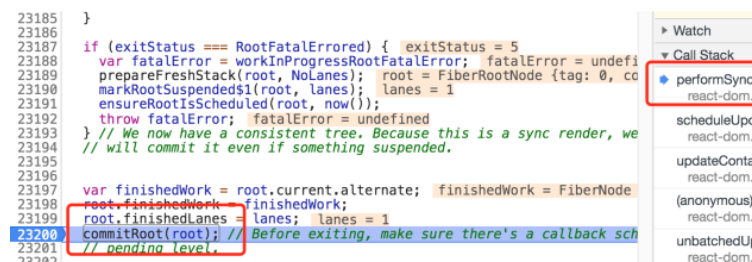 23185 }
23186
23187 if (exitStatus === RootFatalErrored) { exitStatus = 5
23188 var fatalError = workInProgressRootFatalError; fatalError = undefi
23189 prepareFreshStack(root, NoLanes); root = FiberRootNode {tag: 0, co
23190 markRootSuspended$1(root, lanes); lanes = 1
23191 ensureRootIsScheduled(root, now());
23192 throw fatalError; fatalError = undefined
23193 } // We now have a consistent tree. Because this is a sync render, we
23194 // will commit it even if something suspended.
23195
23196
23197 var finishedWork = root.current.alternate; finishedWork = FiberNode
23198 root.finishedWork = finishedWork;
23199 root.finishedLanes = lanes; lanes = 1
23200 commitRoot(root); // Before exiting, make sure there's a callback sch
23201 // pending level.
23202
Watch
Call Stack
performSync
react-dom.
scheduleUpd
react-dom.
updateConta
react-dom.
(anonymous)
react-dom.
unbatchedUp
react-dom.